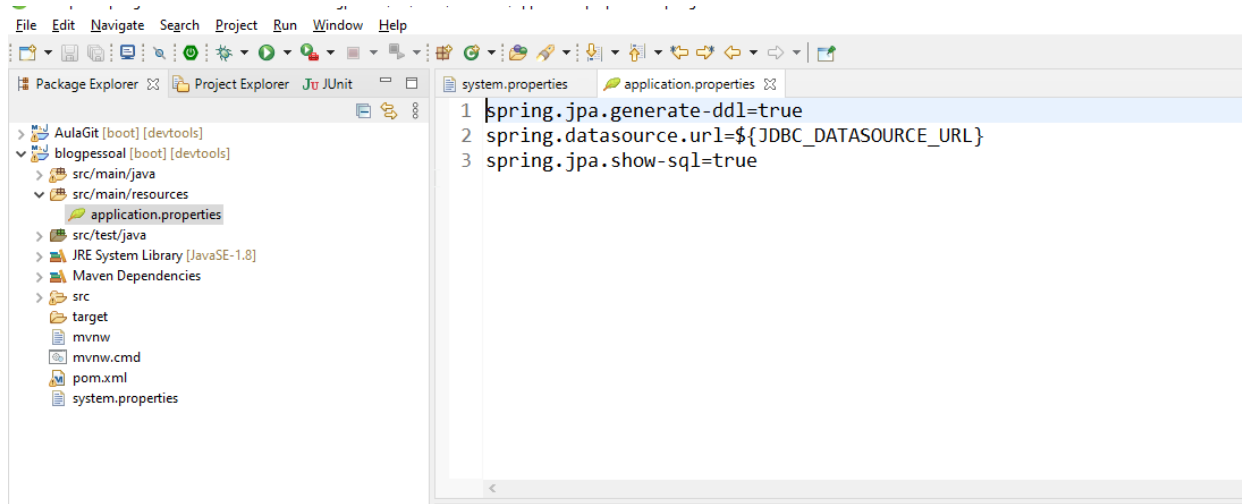 File Edit Navigate Search Project Run Window Help
Package Explorer Project Explorer Ju JUnit
system.properties application.properties
AulaGit [boot] [devtools]
blogpessoal [boot] [devtools]
src/main/java
src/main/resources
application.properties
src/test/java
JRE System Library [JavaSE-1.8]
Maven Dependencies
src
target
mvnw
mvnw.cmd
pom.xml
system.properties
1 spring.jpa.generate-ddl=true
2 spring.datasource.url=${JDBC_DATASOURCE_URL}
3 spring.jpa.show-sql=true